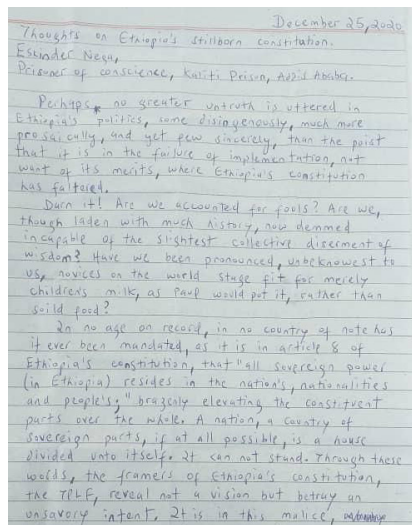 December 25, 2020
Thoughts on Ethiopia's stillborn constitution.
Eskinder Nega,
Prisoner of conscience, Kaliti Prison, Addis Ababa.
Perhaps, no greater untruth is uttered in
Ethiopia's politics, some disingenously, much more
prosaically, and yet few sincerely, than the point
that it is in the failure of implementation, not
want of its merits, where Ethiopia's constitution
has faltered.
Darn it! Are we accounted for fools? Are we,
though laden with much history, now demmed
incapable of the slightest collective discerment of
wisdom? Have we been pronounced, unbeknowest to
us, novices on the world stage fit for merely
children's milk, as Paul would put it, rather than
soild food?
In no age on record, in no country of note has
it ever been mandated, as it is in article 8 of
Ethiopia's constitution, that "all sovereign power
(in Ethiopia) resides in the nation's, nationalities
and people's," brazenly elevating the constituent
parts over the whole. A nation, a country of
sovereign parts, if at all possible, is a house
divided unto itself. It can not stand. Through these
words, the framers of Ethiopia's constitution,
the TPLF, reveal not a vision but betray an
unsavory intent. It is in this malice,